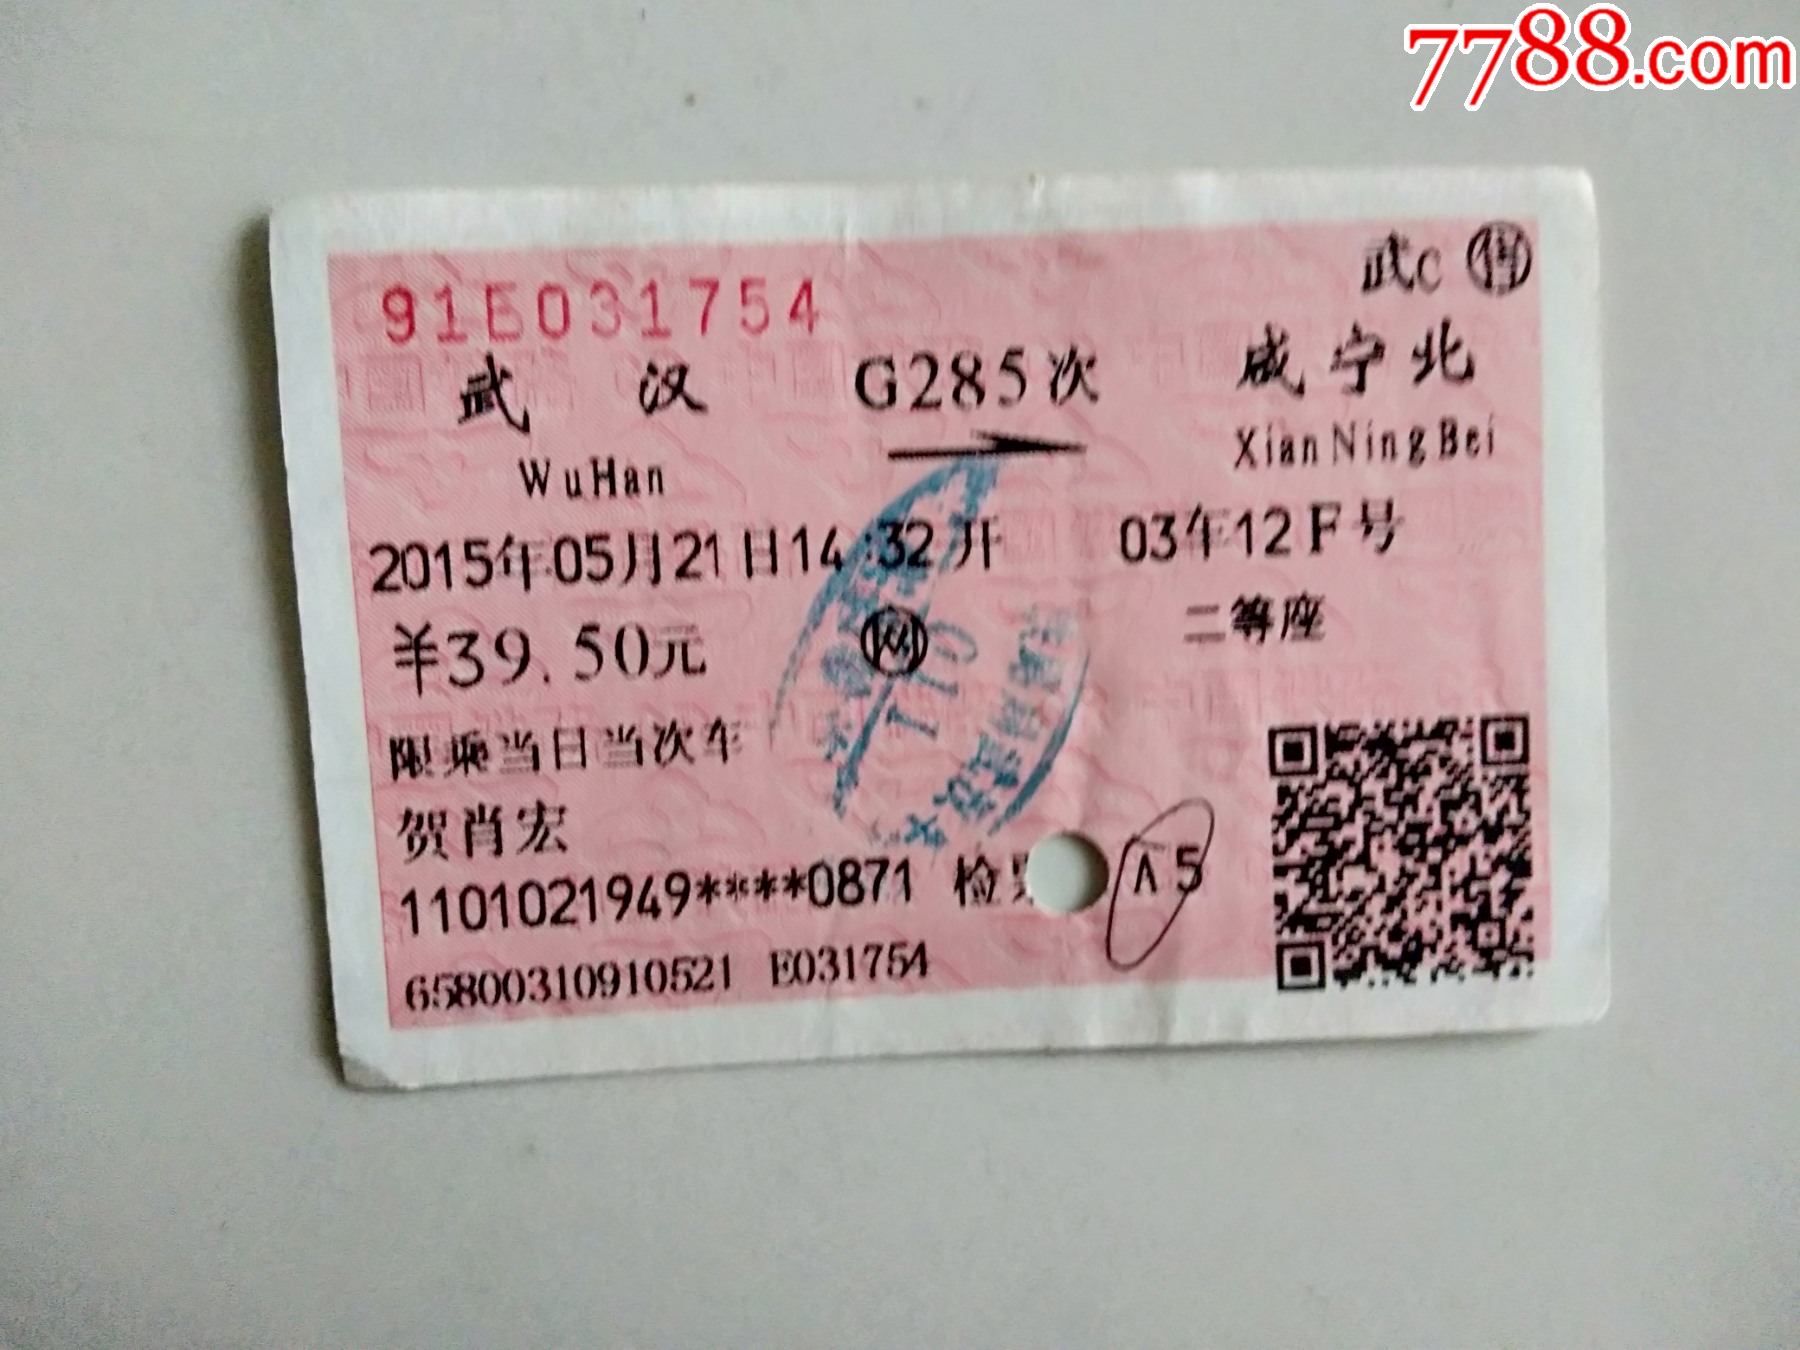 7788.com
91E031754
武C 售
武汉 G285次 咸宁北
WuHan XianNingBei
2015年05月21日14:32开 03车12F号
¥39.50元 网 二等座
限乘当日当次车
贺肖宏
1101021949****0871 检票 A5
65800310910521 E031754